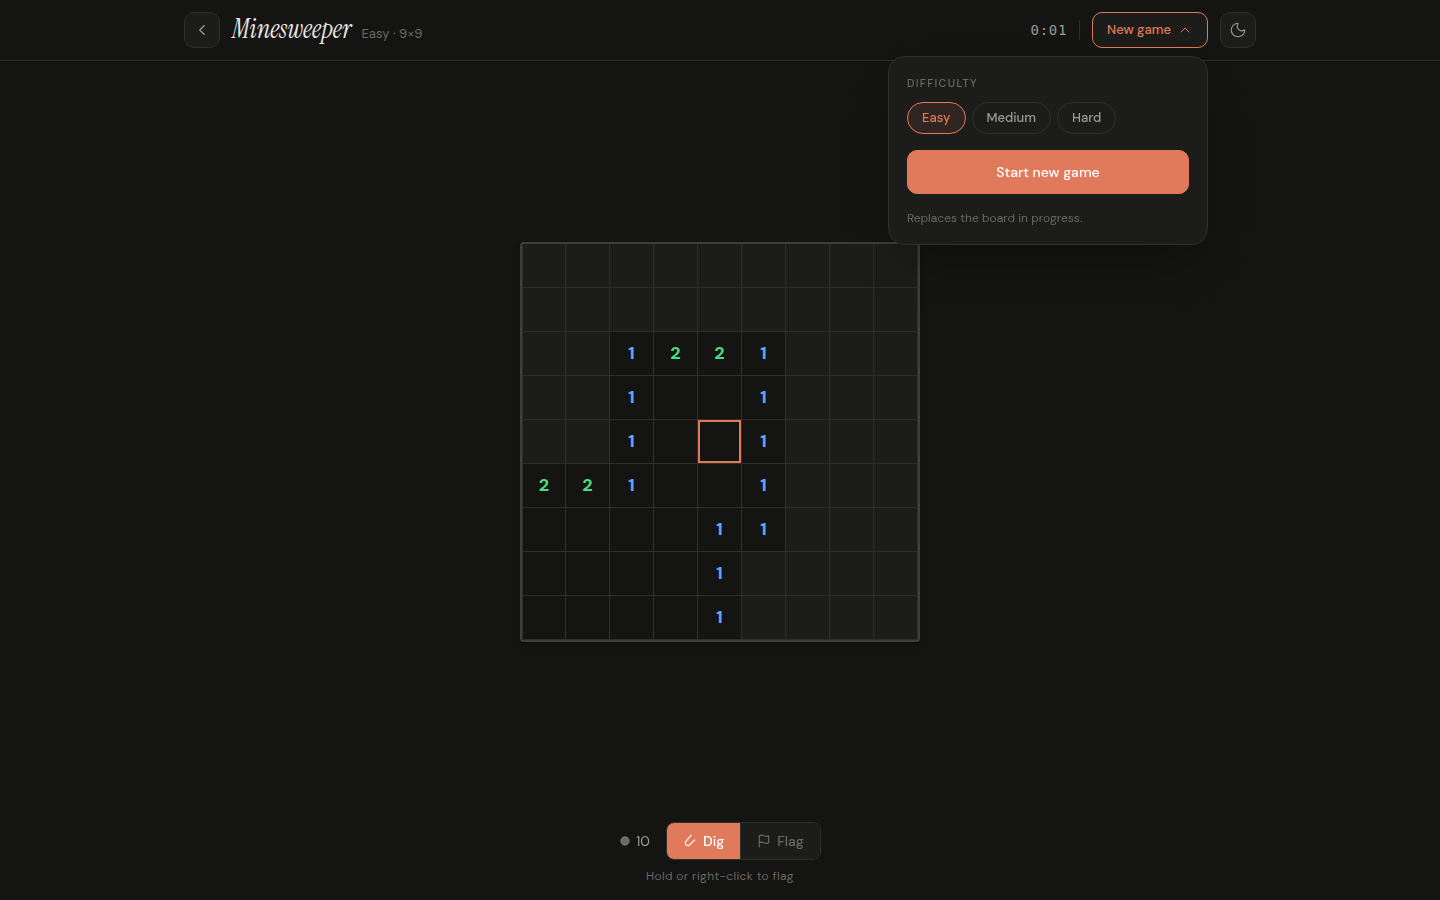 Minesweeper Easy · 9×9 0:01 New game
DIFFICULTY
Easy Medium Hard
Start new game
Replaces the board in progress.
1 2 2 1
1 1
1 1
2 2 1 1
1 1
1
1
10 Dig Flag
Hold or right-click to flag